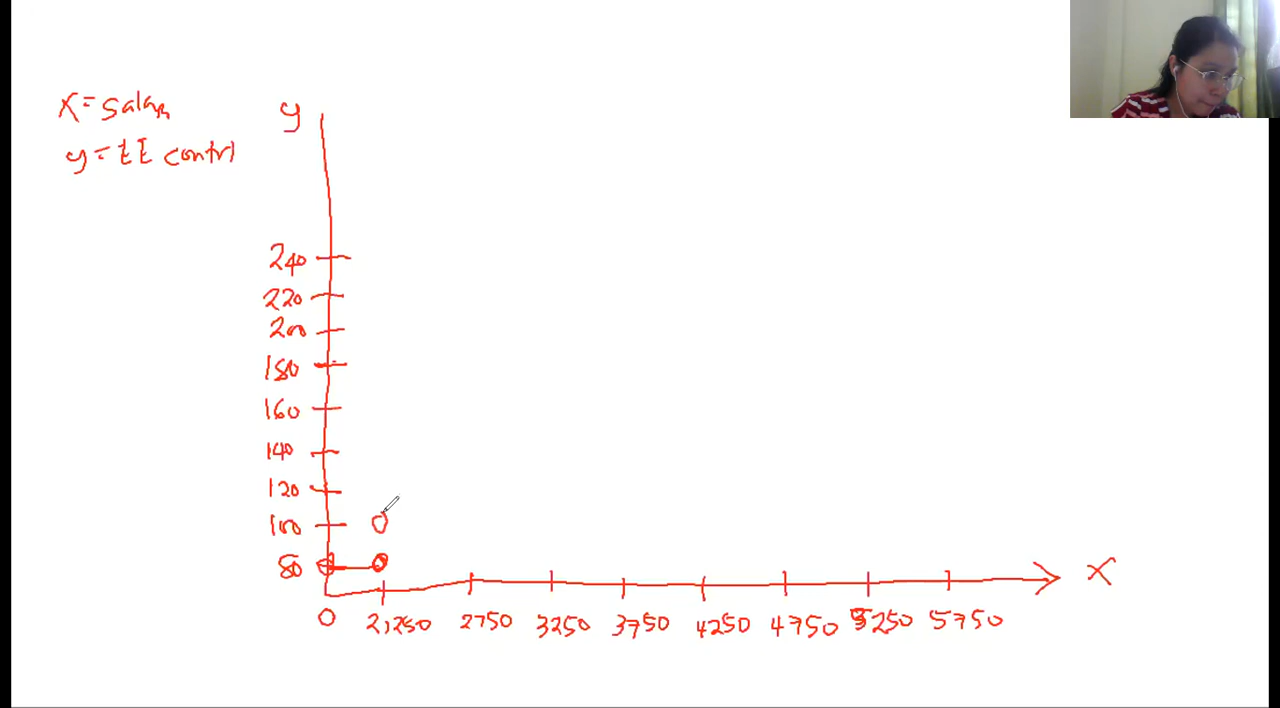 x = salary
y = EE contri
y
240
220
200
180
160
140
120
100
80
0 2,250 2750 3250 3750 4250 4750 5250 5750
X